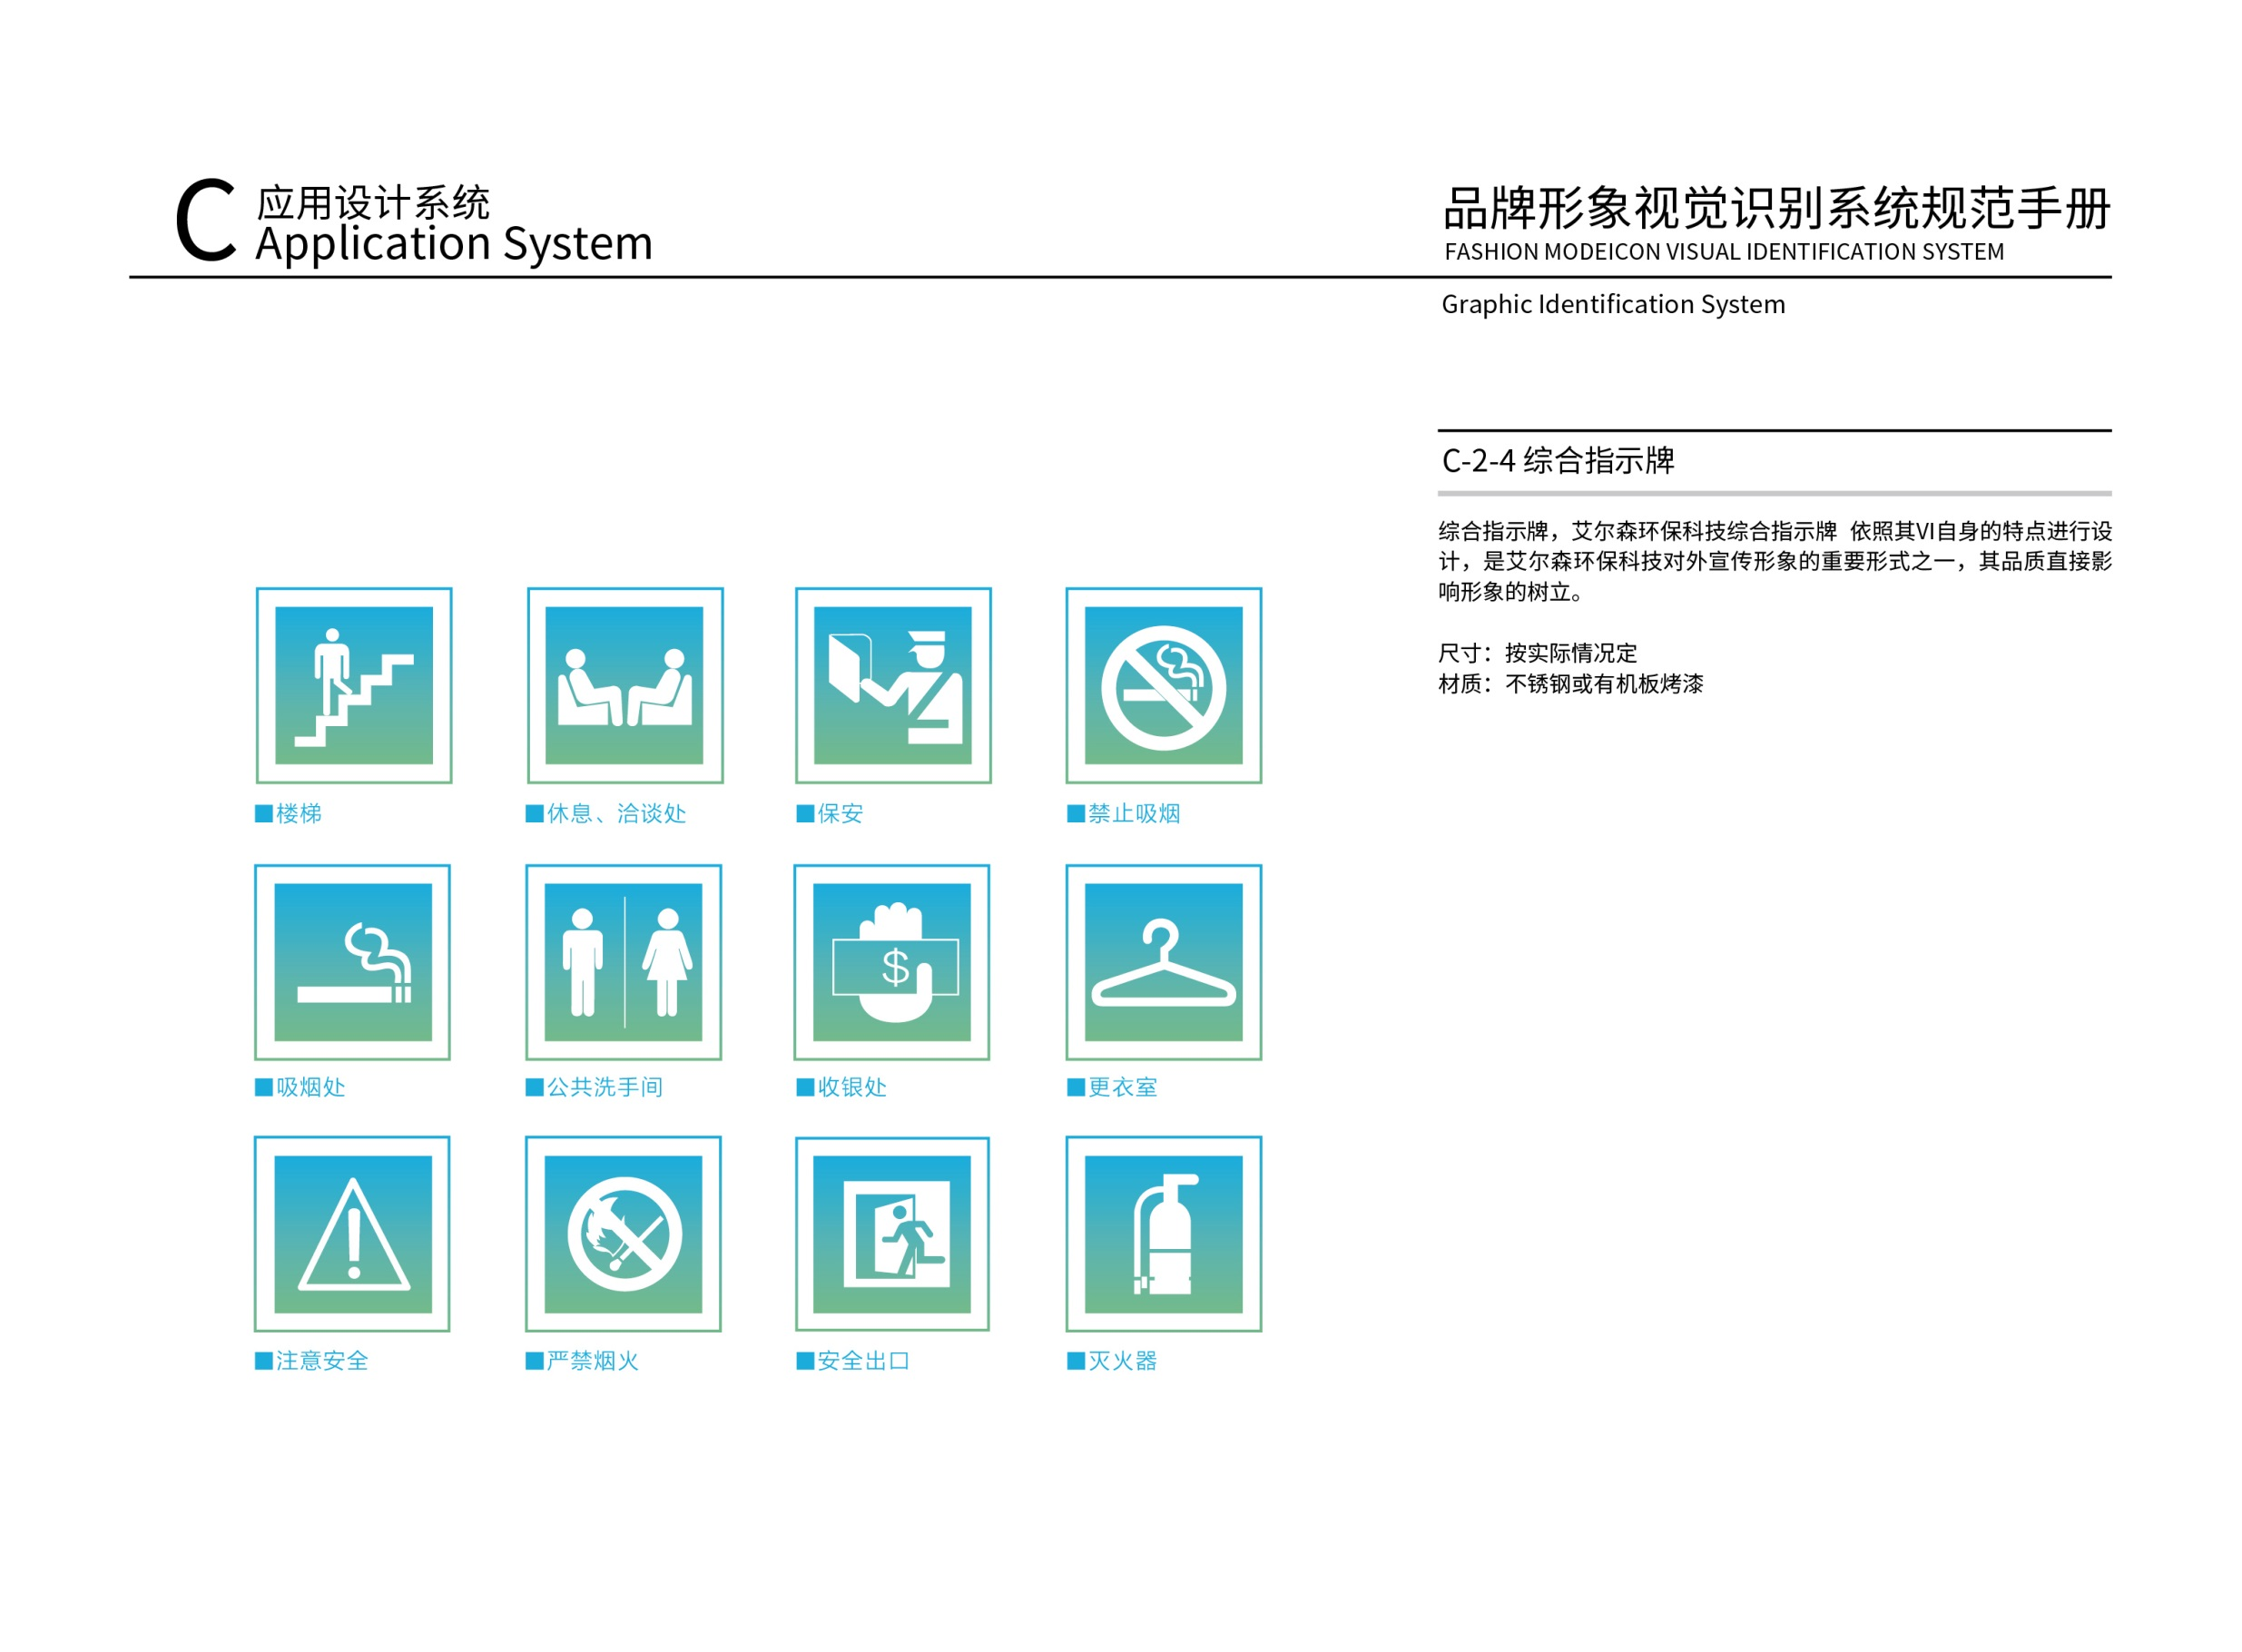 C 应用设计系统
Application System
品牌形象视觉识别系统规范手册
FASHION MODEICON VISUAL IDENTIFICATION SYSTEM
Graphic Identification System
C-2-4 综合指示牌
综合指示牌，艾尔森环保科技综合指示牌 依照其VI自身的特点进行设
计，是艾尔森环保科技对外宣传形象的重要形式之一，其品质直接影
响形象的树立。
尺寸：按实际情况定
材质：不锈钢或有机板烤漆
■楼梯
■休息、洽谈处
■保安
■禁止吸烟
■吸烟处
■公共洗手间
$
■收银处
■更衣室
■注意安全
■严禁烟火
■安全出口
■灭火器